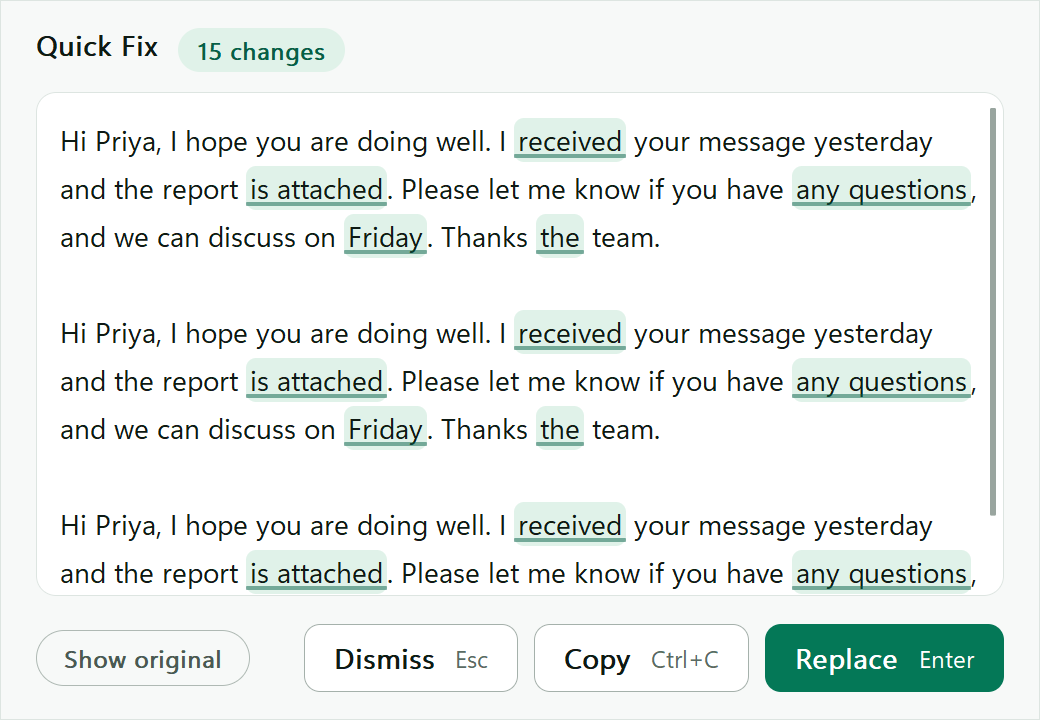 Quick Fix 15 changes
Hi Priya, I hope you are doing well. I received your message yesterday
and the report is attached. Please let me know if you have any questions,
and we can discuss on Friday. Thanks the team.
Hi Priya, I hope you are doing well. I received your message yesterday
and the report is attached. Please let me know if you have any questions,
and we can discuss on Friday. Thanks the team.
Hi Priya, I hope you are doing well. I received your message yesterday
and the report is attached. Please let me know if you have any questions,
Show original Dismiss Esc Copy Ctrl+C Replace Enter